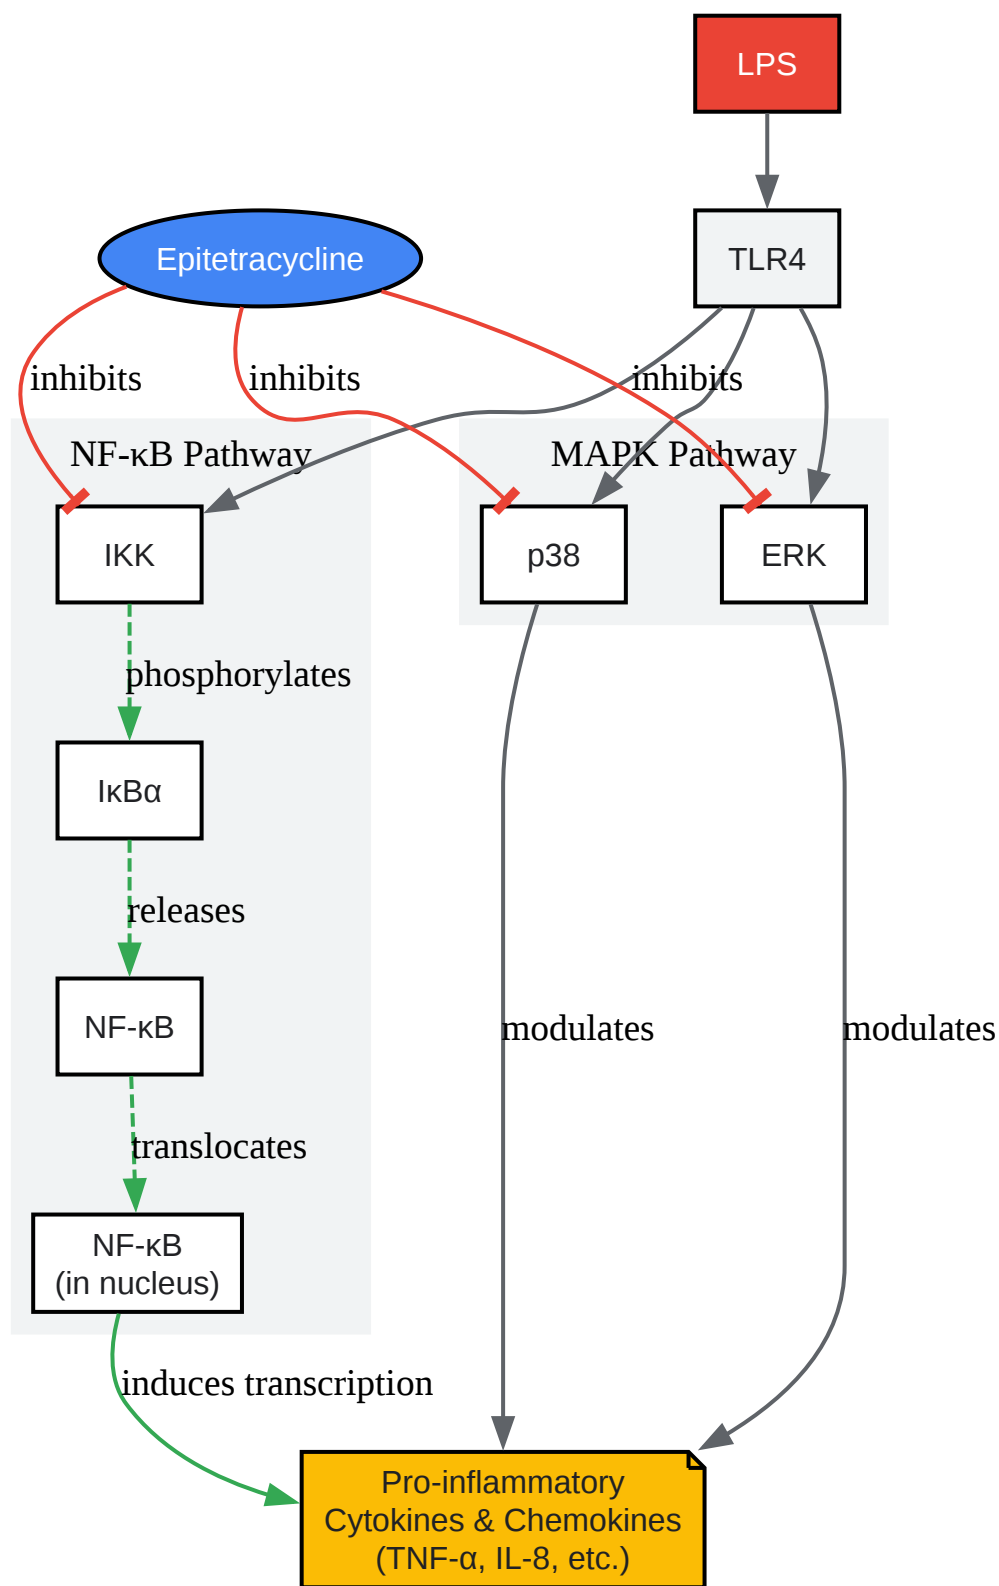 LPS
Epitetracycline
TLR4
inhibits
inhibits
inhibits
NF-κB Pathway
MAPK Pathway
IKK
p38
ERK
phosphorylates
IκBα
releases
NF-κB
modulates
modulates
translocates
NF-κB
(in nucleus)
induces transcription
Pro-inflammatory
Cytokines & Chemokines
(TNF-α, IL-8, etc.)